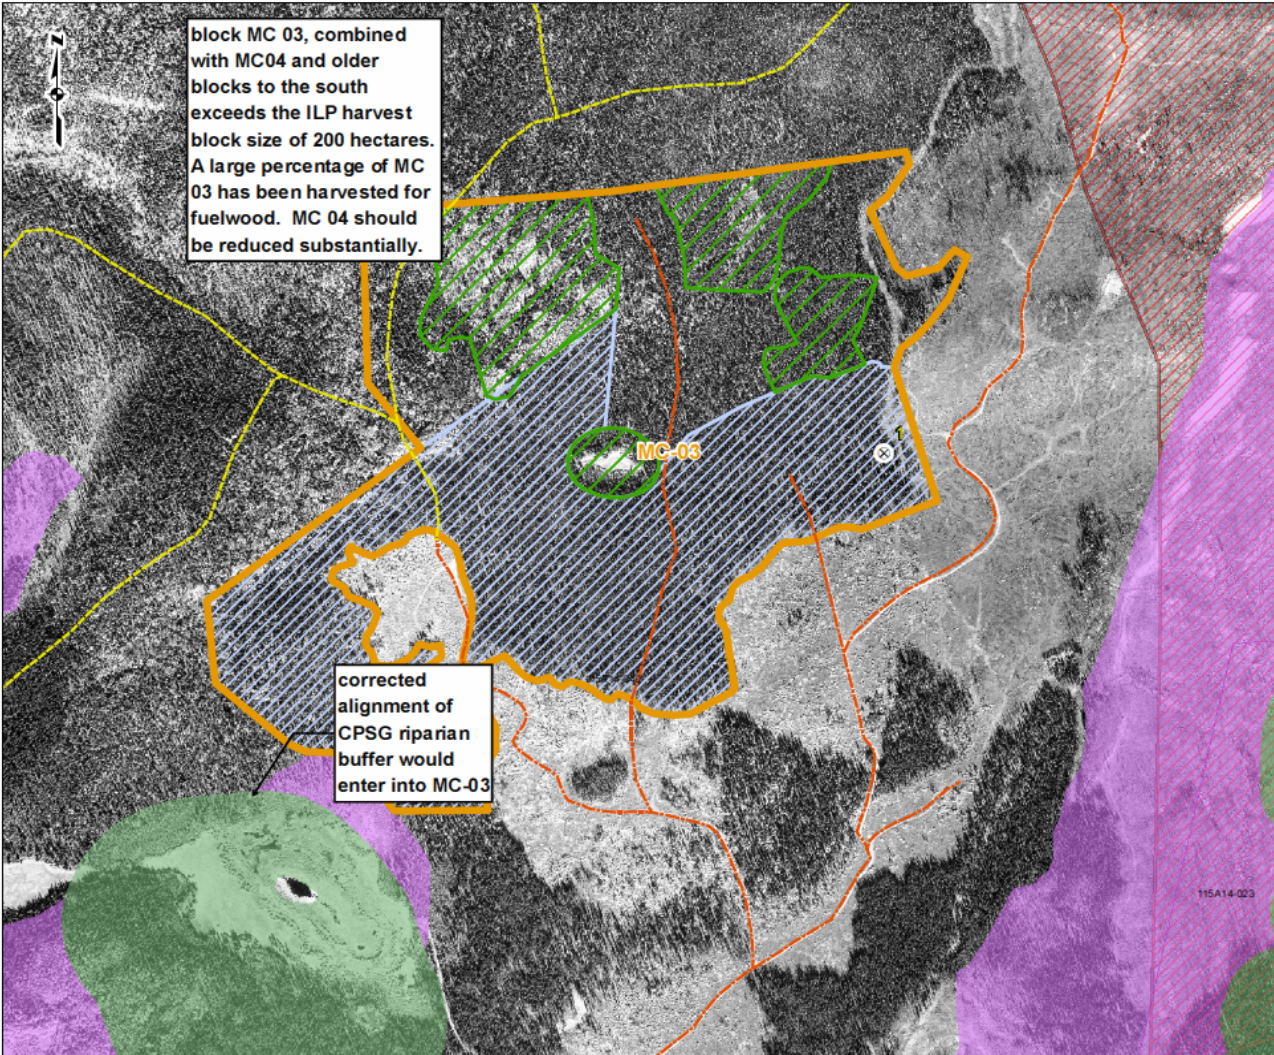 N
block MC 03, combined
with MC04 and older
blocks to the south
exceeds the ILP harvest
block size of 200 hectares.
A large percentage of MC
03 has been harvested for
fuelwood.  MC 04 should
be reduced substantially.
MC-03
1
corrected
alignment of
CPSG riparian
buffer would
enter into MC-03
115A14-023